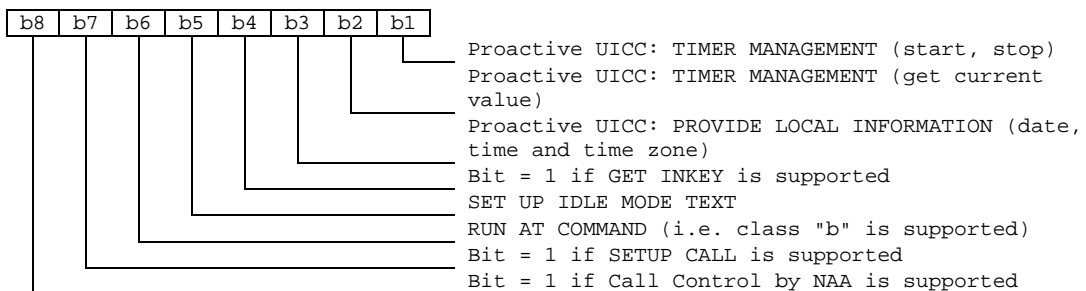 b8 b7 b6 b5 b4 b3 b2 b1
Proactive UICC: TIMER MANAGEMENT (start, stop)
Proactive UICC: TIMER MANAGEMENT (get current
value)
Proactive UICC: PROVIDE LOCAL INFORMATION (date,
time and time zone)
Bit = 1 if GET INKEY is supported
SET UP IDLE MODE TEXT
RUN AT COMMAND (i.e. class "b" is supported)
Bit = 1 if SETUP CALL is supported
Bit = 1 if Call Control by NAA is supported